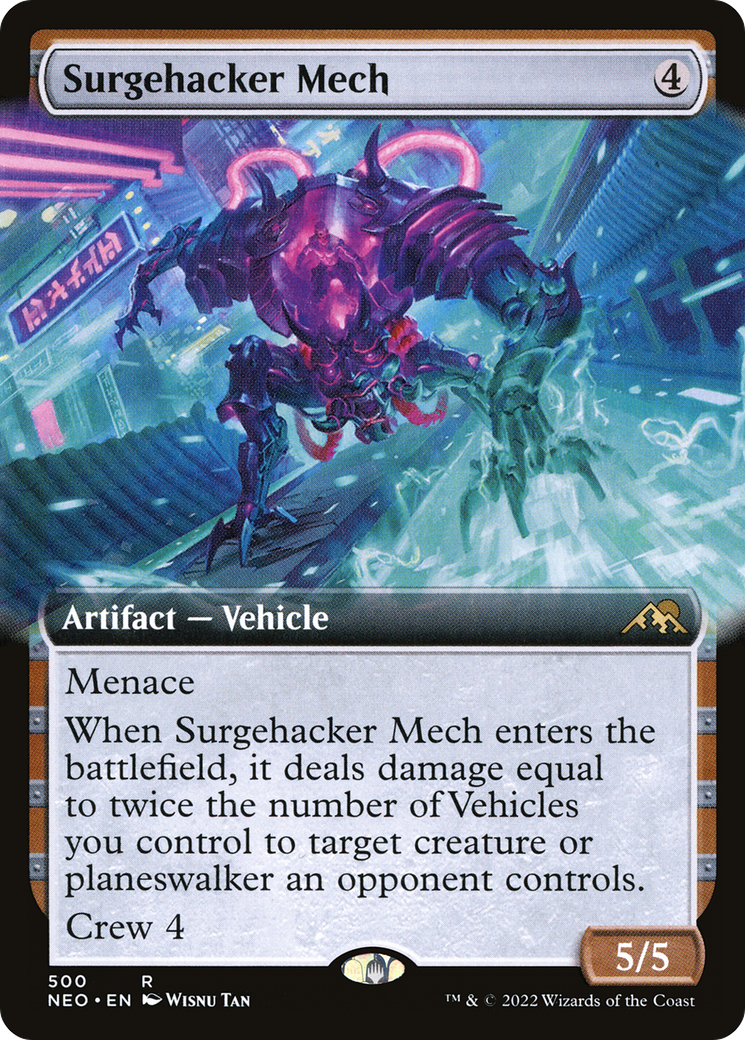 Surgehacker Mech 4
Artifact — Vehicle
Menace
When Surgehacker Mech enters the
battlefield, it deals damage equal
to twice the number of Vehicles
you control to target creature or
planeswalker an opponent controls.
Crew 4
5/5
500 R
NEO • EN Wisnu Tan
™ & © 2022 Wizards of the Coast